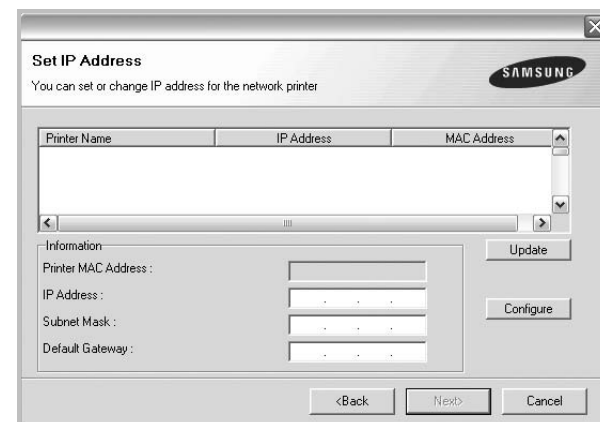 Set IP Address
You can set or change IP address for the network printer
SAMSUNG
Printer Name IP Address MAC Address
Information
Update
Printer MAC Address :
IP Address : . . .
Configure
Subnet Mask : . . .
Default Gateway : . . .
<Back Next> Cancel